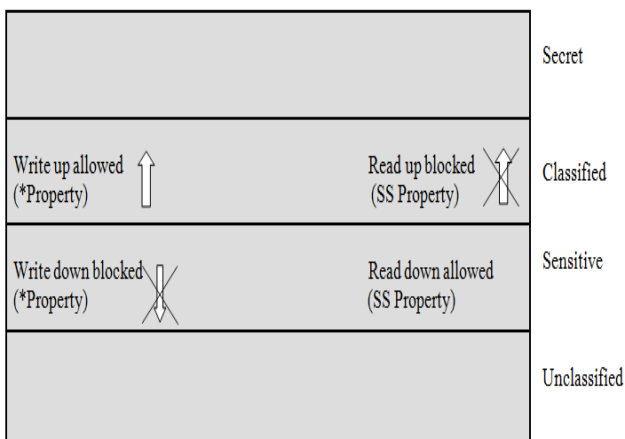 Secret
Write up allowed
(*Property)
Read up blocked
(SS Property)
Classified
Write down blocked
(*Property)
Read down allowed
(SS Property)
Sensitive
Unclassified